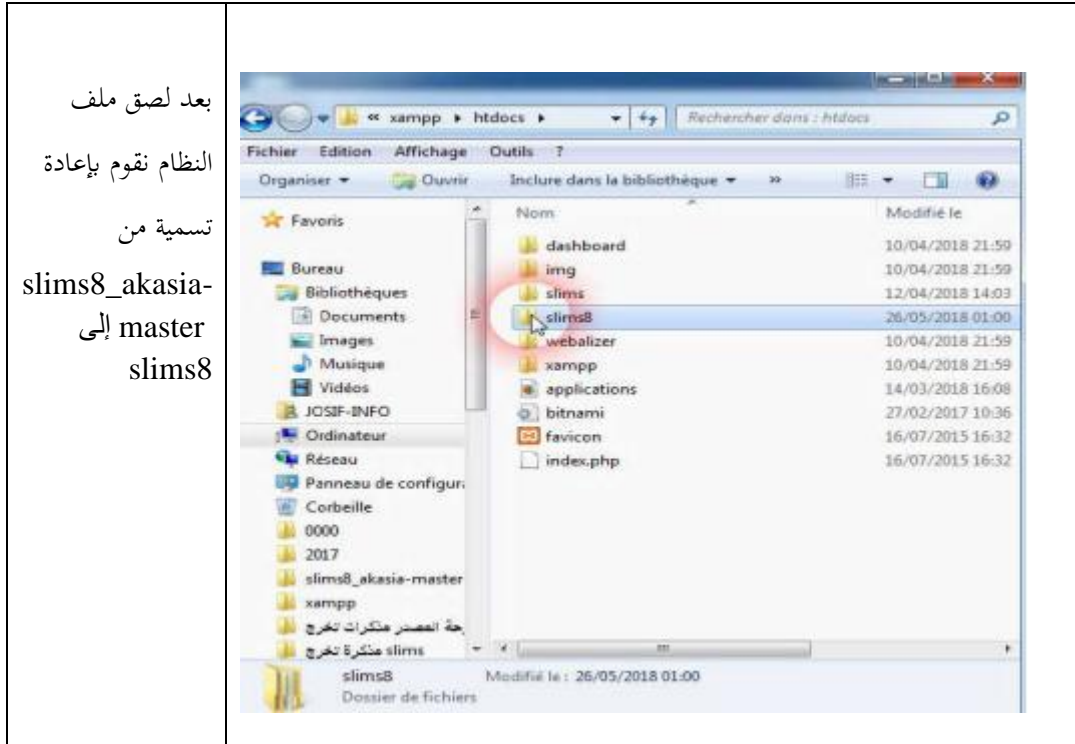 بعد لصق ملف
النظام نقوم بإعادة
تسمية من
slims8_akasia-
master إلى
slims8
« xampp ▸ htdocs ▸
Rechercher dans : htdocs
Fichier Edition Affichage Outils ?
Organiser Ouvrir Inclure dans la bibliothèque »
Favoris
Bureau
Bibliothèques
Documents
Images
Musique
Vidéos
JOSIF-INFO
Ordinateur
Réseau
Panneau de configur
Corbeille
0000
2017
slims8_akasia-master
xampp
المصدر مذكرات تخرج
slims مذكرة تخرج
Nom Modifié le
dashboard 10/04/2018 21:59
img 10/04/2018 21:59
slims 12/04/2018 14:03
slims8 26/05/2018 01:00
webalizer 10/04/2018 21:59
xampp 10/04/2018 21:59
applications 14/03/2018 16:08
bitnami 27/02/2017 10:36
favicon 16/07/2015 16:32
index.php 16/07/2015 16:32
slims8 Modifié le : 26/05/2018 01:00
Dossier de fichiers